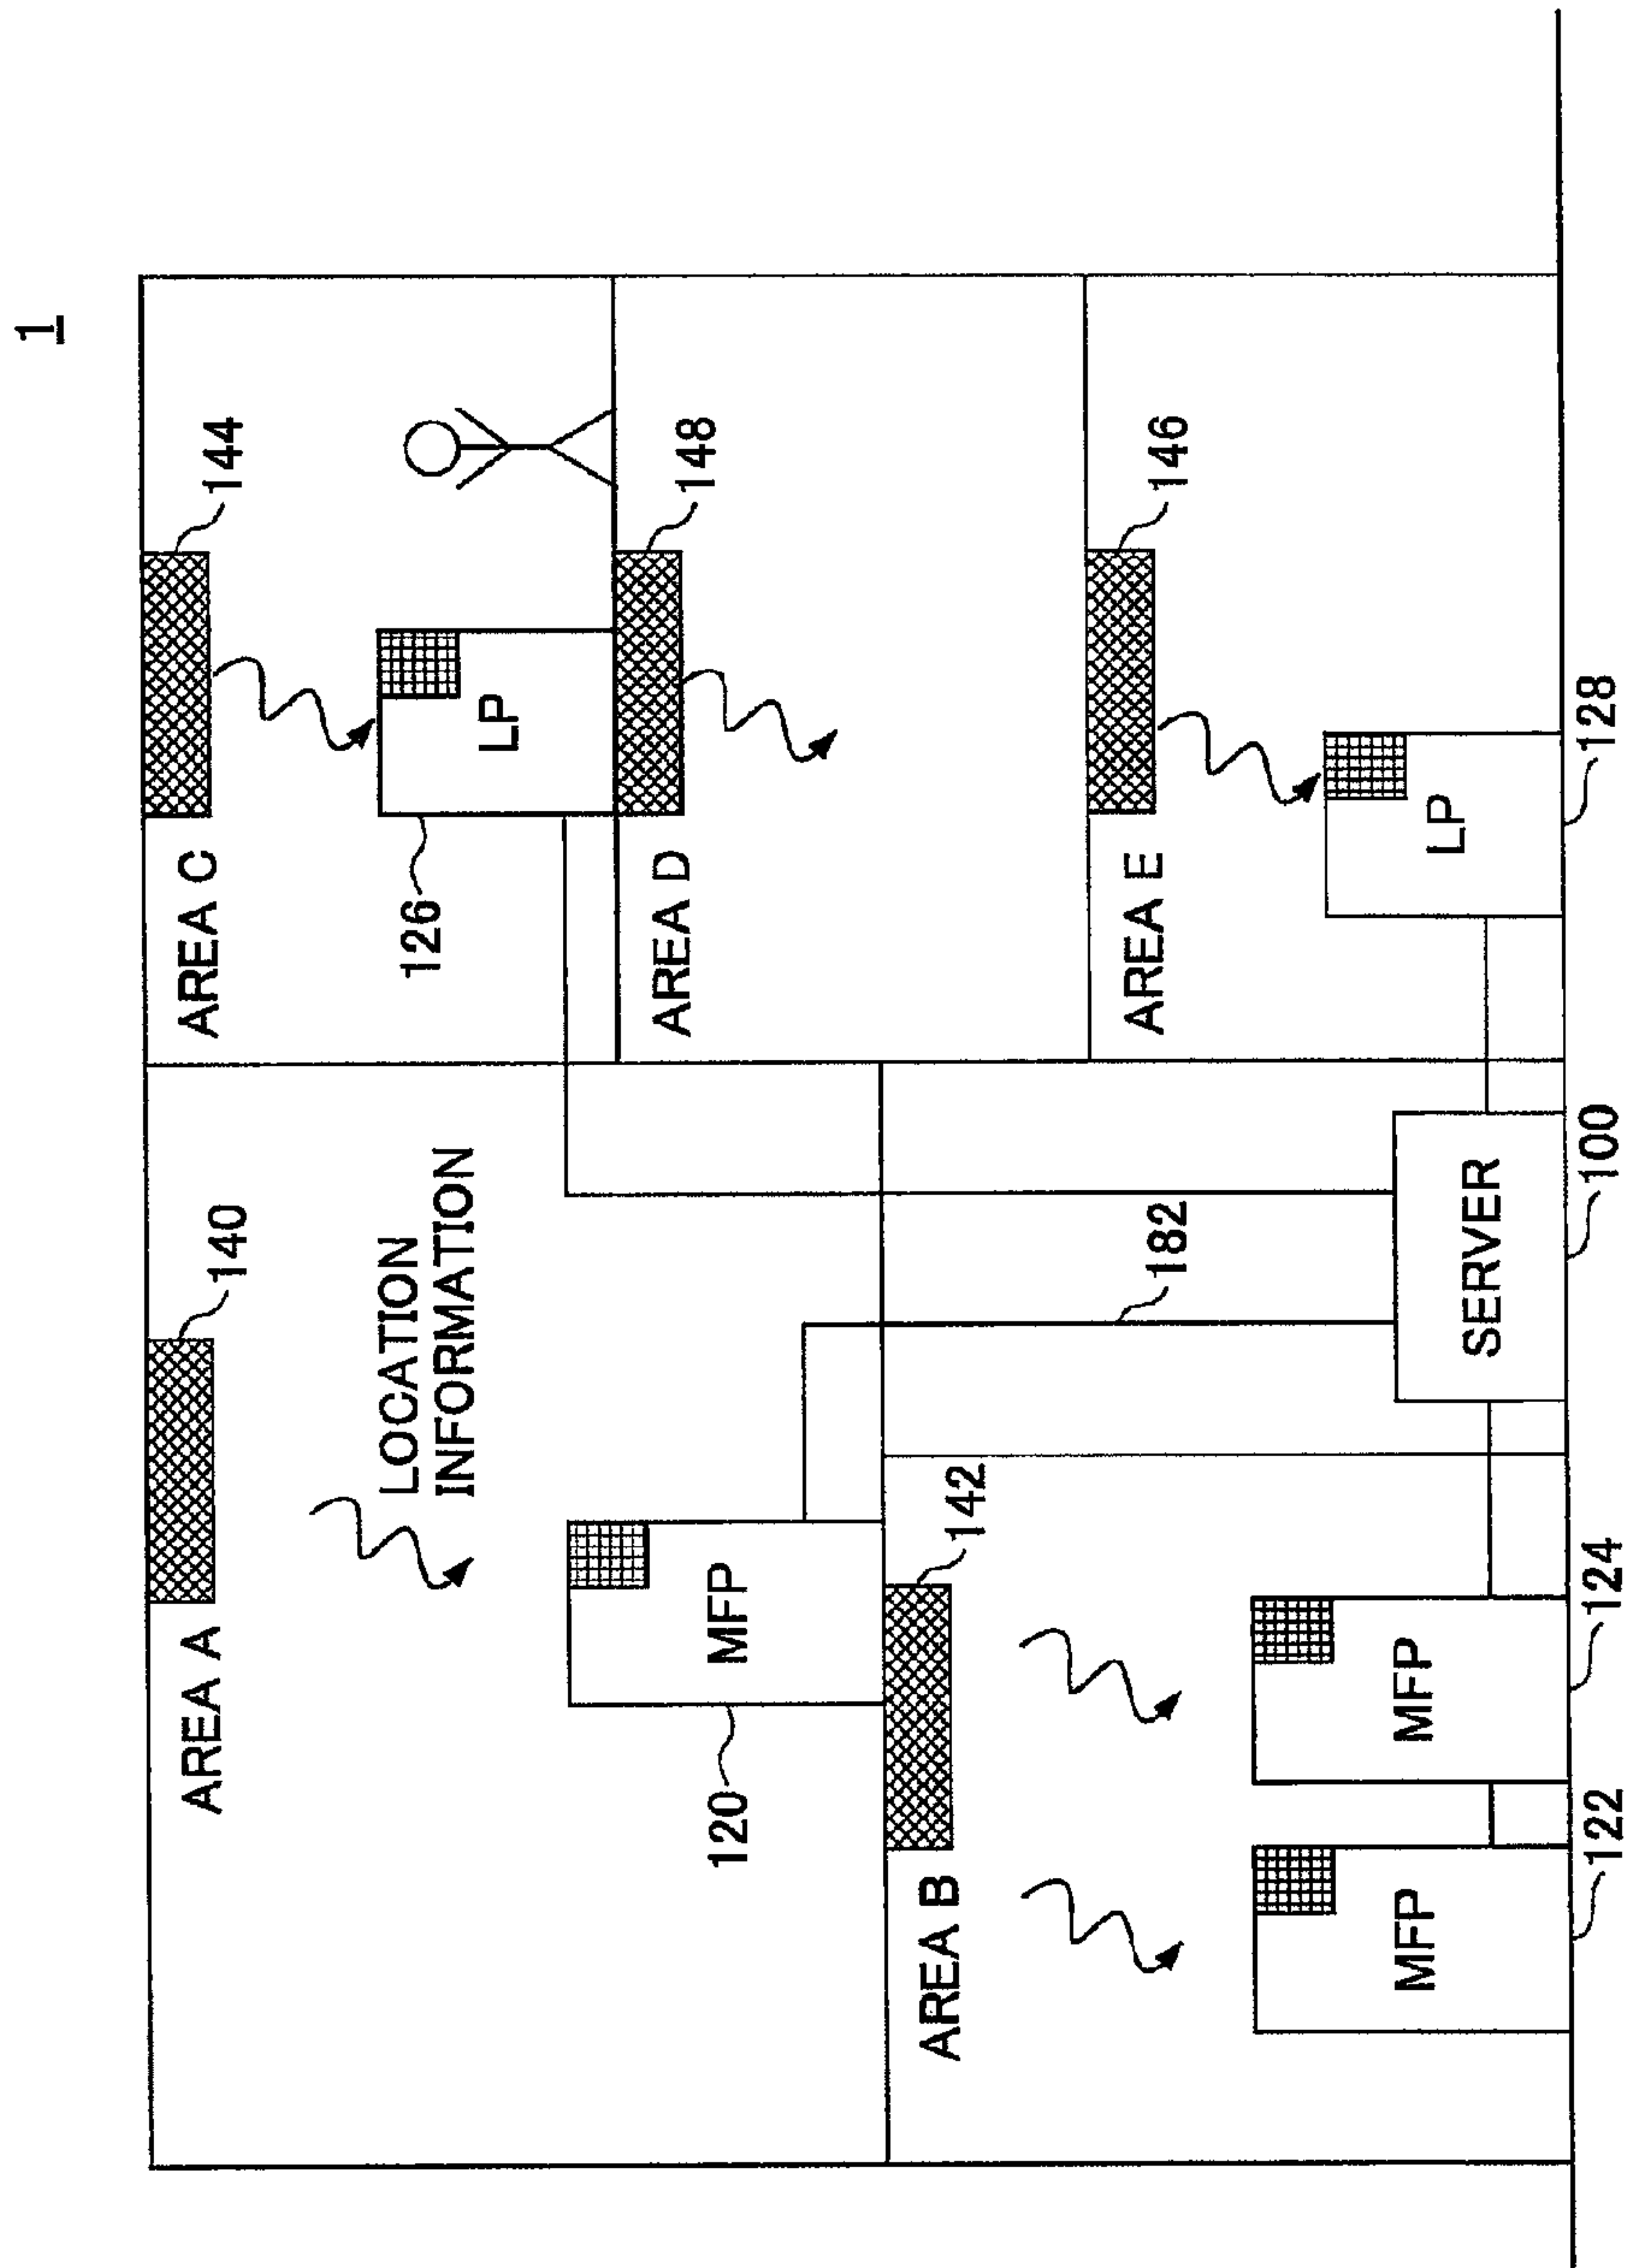 1
AREA A
140
LOCATION
INFORMATION
AREA C
144
MFP
120
LP
126
AREA D
148
AREA B
142
182
AREA E
146
MFP
122
MFP
124
SERVER
100
LP
128